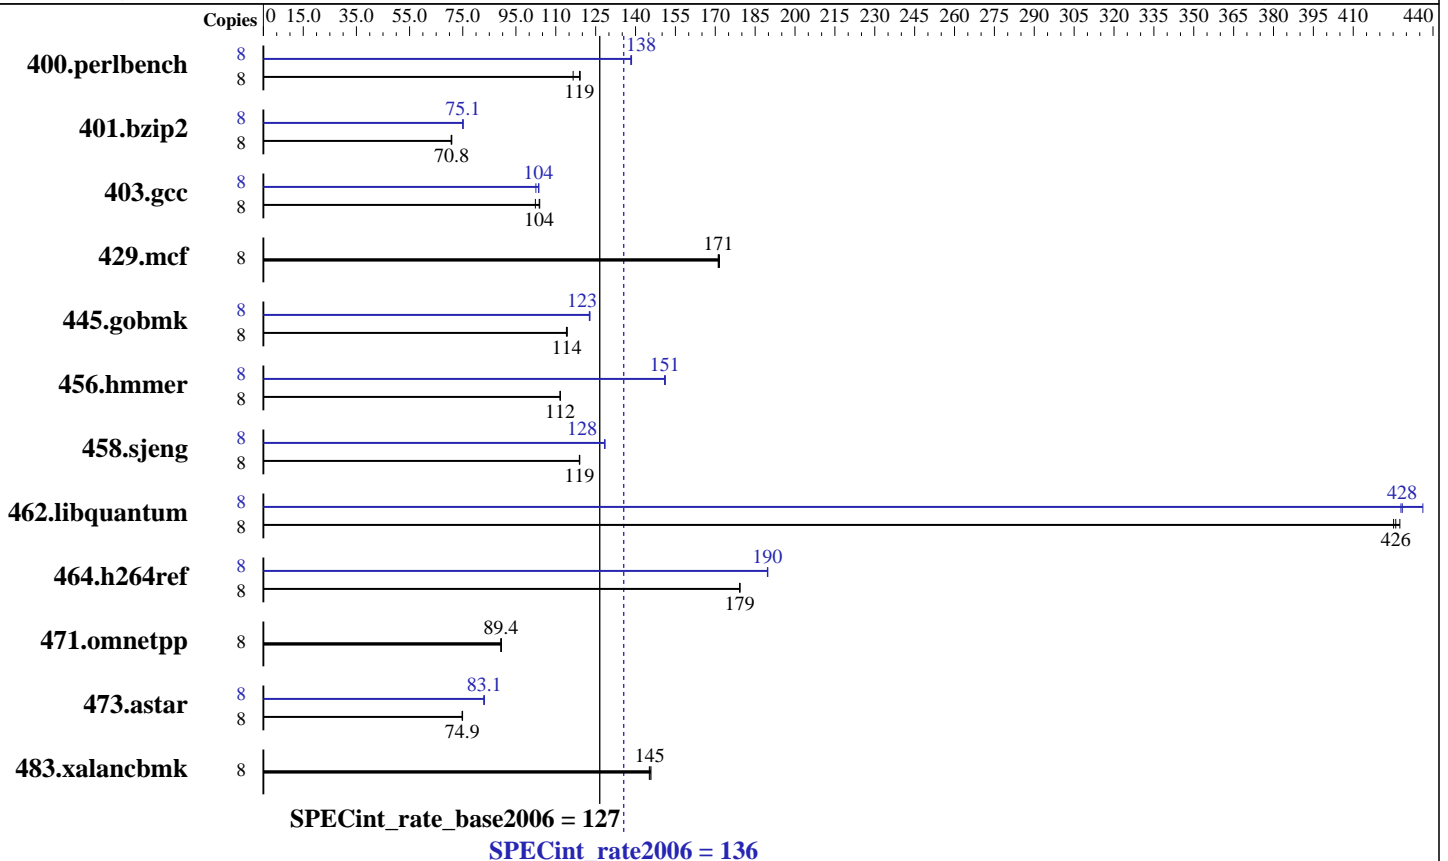 Copies 0 15.0 35.0 55.0 75.0 95.0 110 125 140 155 170 185 200 215 230 245 260 275 290 305 320 335 350 365 380 395 410 440
400.perlbench 8 138
8 119
401.bzip2 8 75.1
8 70.8
403.gcc 8 104
8 104
429.mcf 8 171
445.gobmk 8 123
8 114
456.hmmer 8 151
8 112
458.sjeng 8 128
8 119
462.libquantum 8 428
8 426
464.h264ref 8 190
8 179
471.omnetpp 8 89.4
473.astar 8 83.1
8 74.9
483.xalancbmk 8 145
SPECint_rate_base2006 = 127
SPECint_rate2006 = 136